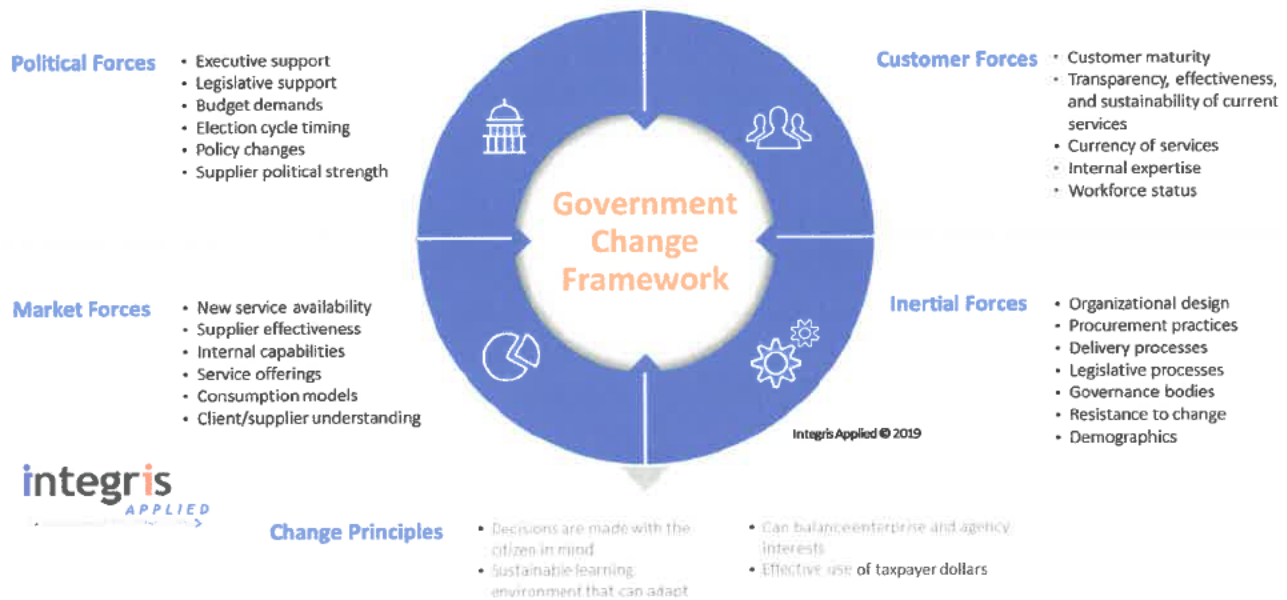 Political Forces
• Executive support
• Legislative support
• Budget demands
• Election cycle timing
• Policy changes
• Supplier political strength
Customer Forces
• Customer maturity
• Transparency, effectiveness,
and sustainability of current
services
• Currency of services
• Internal expertise
• Workforce status
Government
Change
Framework
Market Forces
• New service availability
• Supplier effectiveness
• Internal capabilities
• Service offerings
• Consumption models
• Client/supplier understanding
Inertial Forces
• Organizational design
• Procurement practices
• Delivery processes
• Legislative processes
• Governance bodies
• Resistance to change
• Demographics
Integris Applied © 2019
integris
APPLIED
Change Principles
• Decisions are made with the
citizen in mind
• Sustainable learning
environment that can adapt
• Can balance enterprise and agency
interests
• Effective use of taxpayer dollars